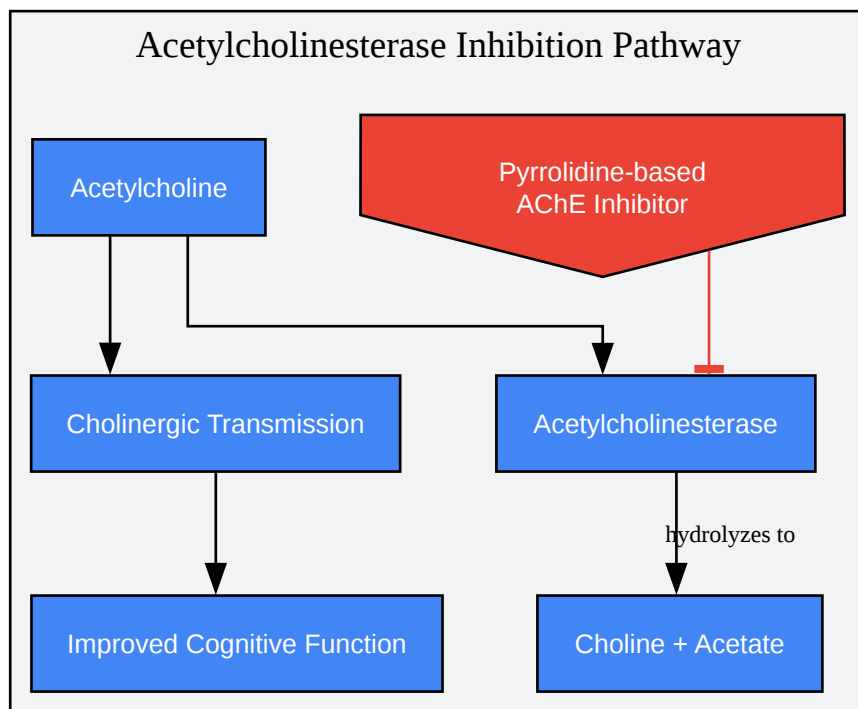 Acetylcholinesterase Inhibition Pathway
Acetylcholine
Pyrrolidine-based
AChE Inhibitor
Cholinergic Transmission
Acetylcholinesterase
hydrolyzes to
Improved Cognitive Function
Choline + Acetate